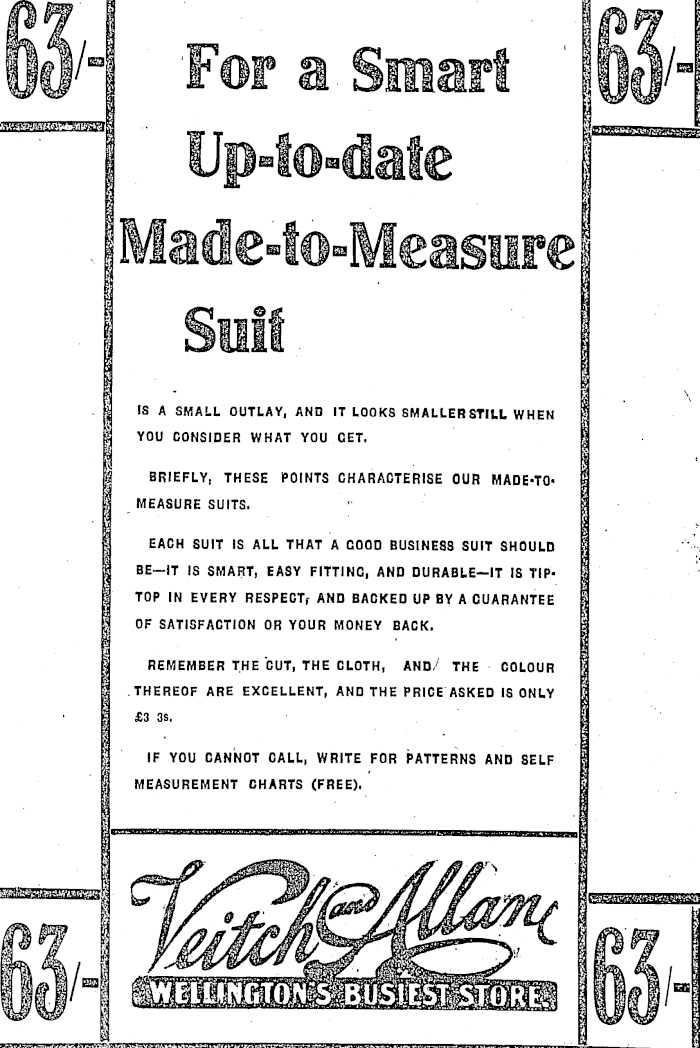 63/- 63/-
For a Smart
Up-to-date
Made-to-Measure
Suit
IS A SMALL OUTLAY, AND IT LOOKS SMALLER STILL WHEN
YOU CONSIDER WHAT YOU GET.
BRIEFLY, THESE POINTS CHARACTERISE OUR MADE-TO-
MEASURE SUITS.
EACH SUIT IS ALL THAT A GOOD BUSINESS SUIT SHOULD
BE—IT IS SMART, EASY FITTING, AND DURABLE—IT IS TIP-
TOP IN EVERY RESPECT, AND BACKED UP BY A GUARANTEE
OF SATISFACTION OR YOUR MONEY BACK.
REMEMBER THE CUT, THE CLOTH, AND THE COLOUR
THEREOF ARE EXCELLENT, AND THE PRICE ASKED IS ONLY
£3 3s.
IF YOU CANNOT CALL, WRITE FOR PATTERNS AND SELF
MEASUREMENT CHARTS (FREE).
Veitch and Allan
WELLINGTON'S BUSIEST STORE.
63/- 63/-